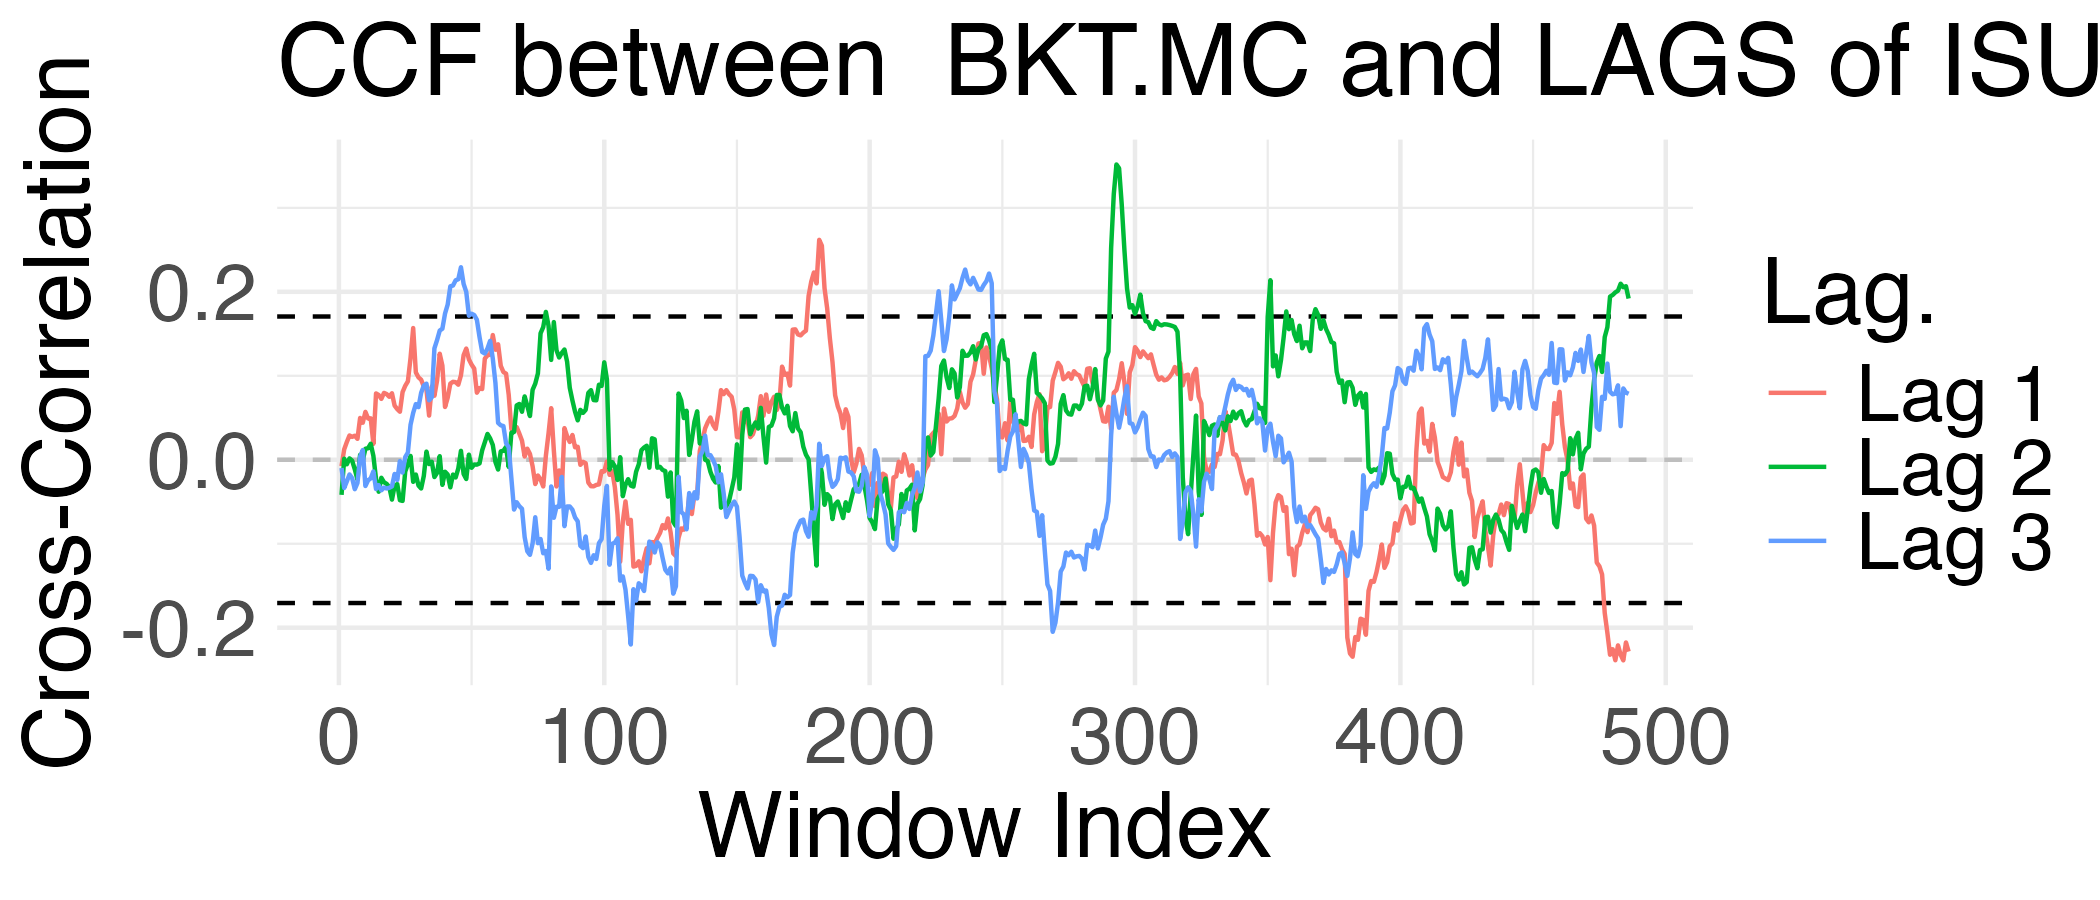 CCF between  BKT.MC and LAGS of ISU
Cross-Correlation
0.2
0.0
-0.2
0
100
200
300
400
500
Window Index
Lag.
Lag 1
Lag 2
Lag 3